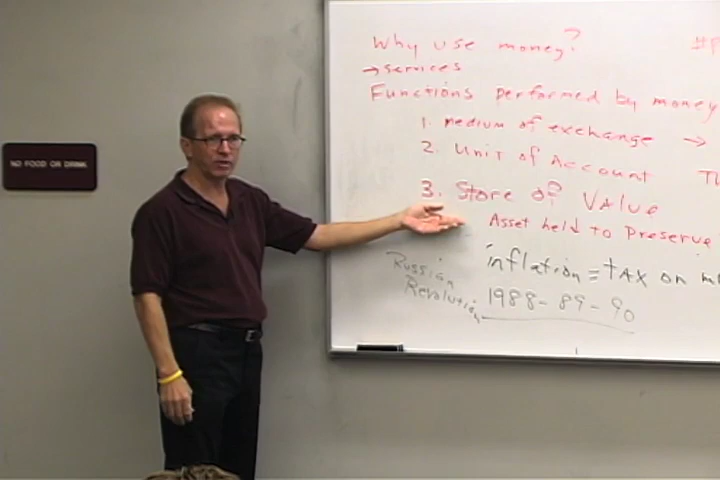 NO FOOD OR DRINK
Why use money?
→ services
Functions performed by money
1. Medium of exchange →
2. Unit of Account
3. Store of Value
Asset held to Preserve
inflation = tax on
Russian
Revolution
1988-89-90